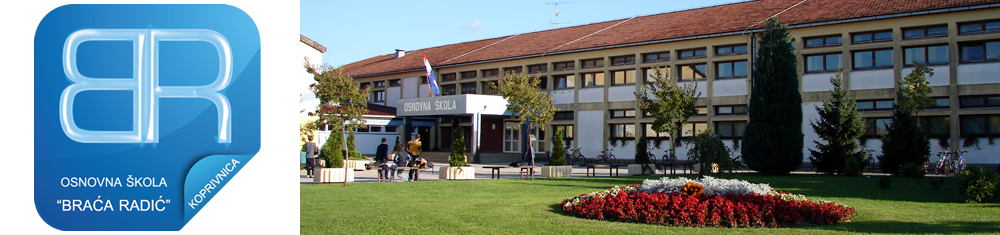 BR
OSNOVNA ŠKOLA
“BRAĆA RADIĆ”
KOPRIVNICA
OSNOVNA ŠKOLA